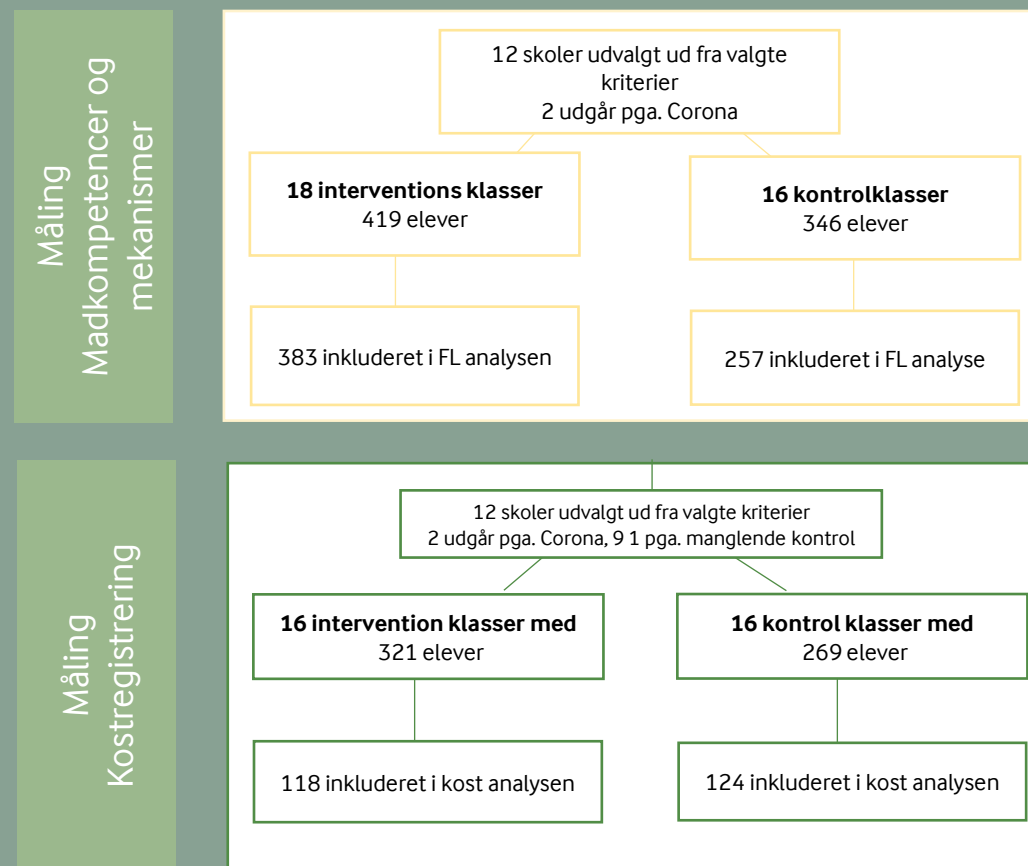 Måling
Madkompetencer og
mekanismer
12 skoler udvalgt ud fra valgte
kriterier
2 udgår pga. Corona
18 interventions klasser
419 elever
16 kontrolklasser
346 elever
383 inkluderet i FL analysen
257 inkluderet i FL analyse
Måling
Kostregistrering
12 skoler udvalgt ud fra valgte kriterier
2 udgår pga. Corona, 9 1 pga. manglende kontrol
16 intervention klasser med
321 elever
16 kontrol klasser med
269 elever
118 inkluderet i kost analysen
124 inkluderet i kost analysen